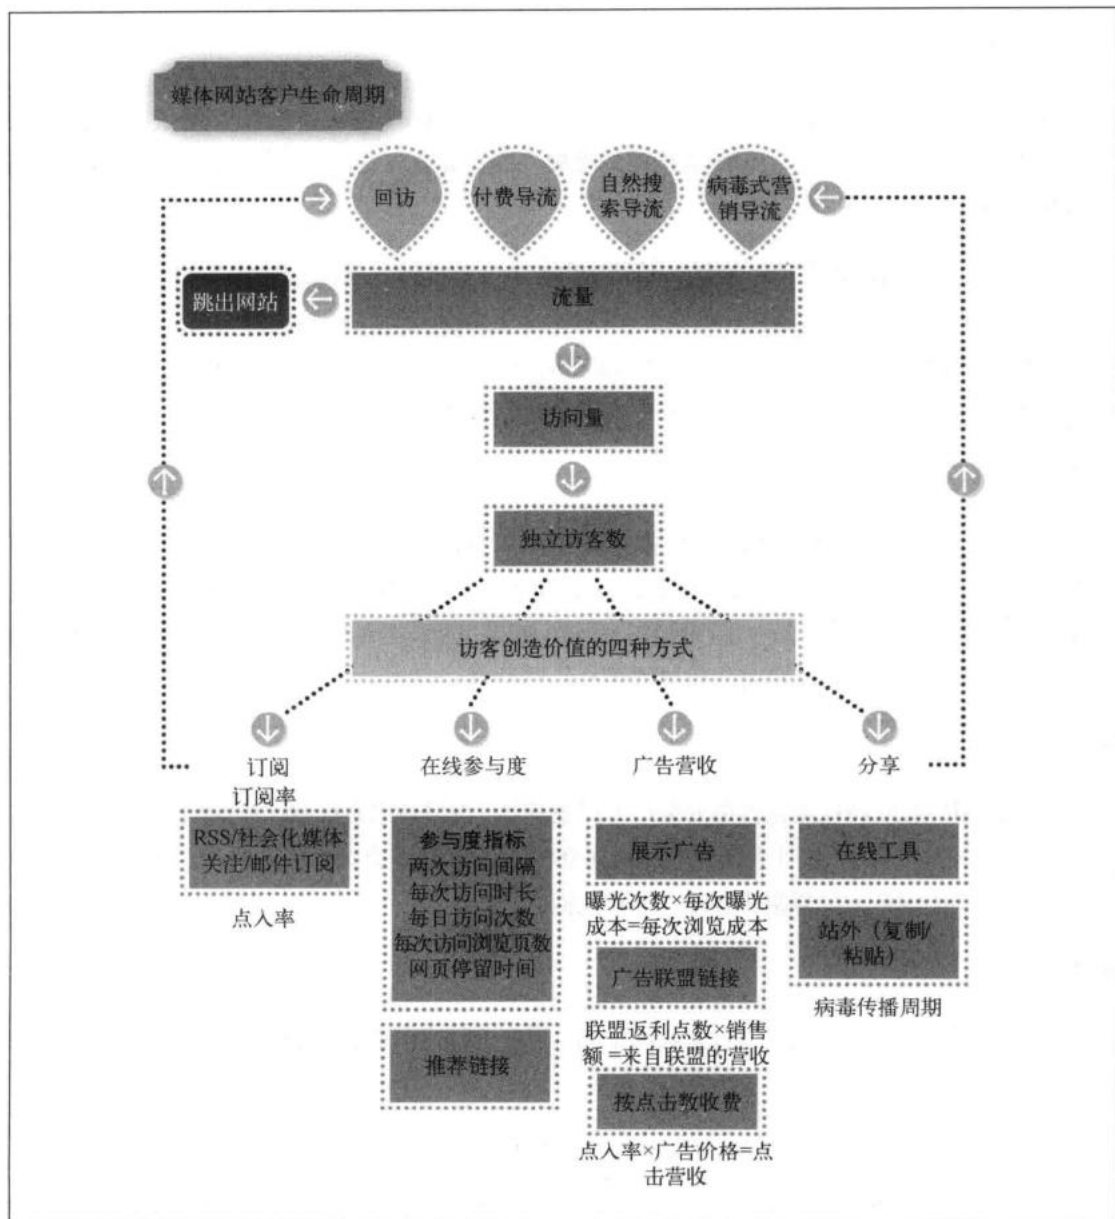 媒体网站客户生命周期
回访
付费导流
自然搜
索导流
病毒式营
销导流
跳出网站
流量
访问量
独立访客数
访客创造价值的四种方式
订阅
订阅率
RSS/社会化媒体
关注/邮件订阅
点入率
在线参与度
参与度指标
两次访问间隔
每次访问时长
每日访问次数
每次访问浏览页数
网页停留时间
推荐链接
广告营收
展示广告
曝光次数×每次曝光
成本=每次浏览成本
广告联盟链接
联盟返利点数×销售
额=来自联盟的营收
按点击数收费
点入率×广告价格=点
击营收
分享
在线工具
站外（复制/
粘贴）
病毒传播周期